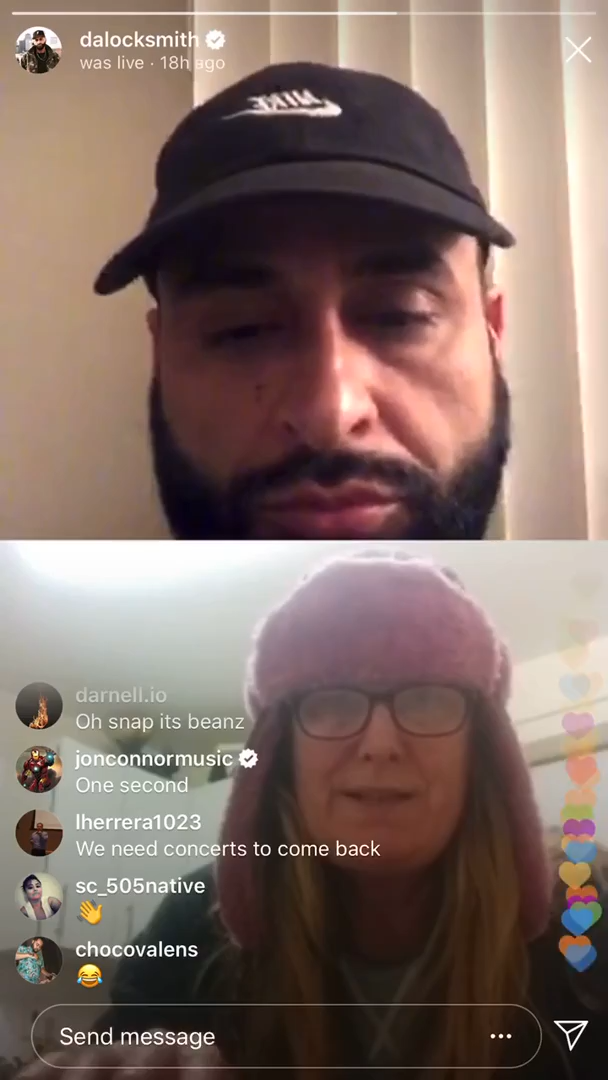 dalocksmith
was live · 18h ago
NIKE
darnell.io
Oh snap its beanz
jonconnormusic
One second
lherrera1023
We need concerts to come back
sc_505native
👋
chocovalens
😂
Send message